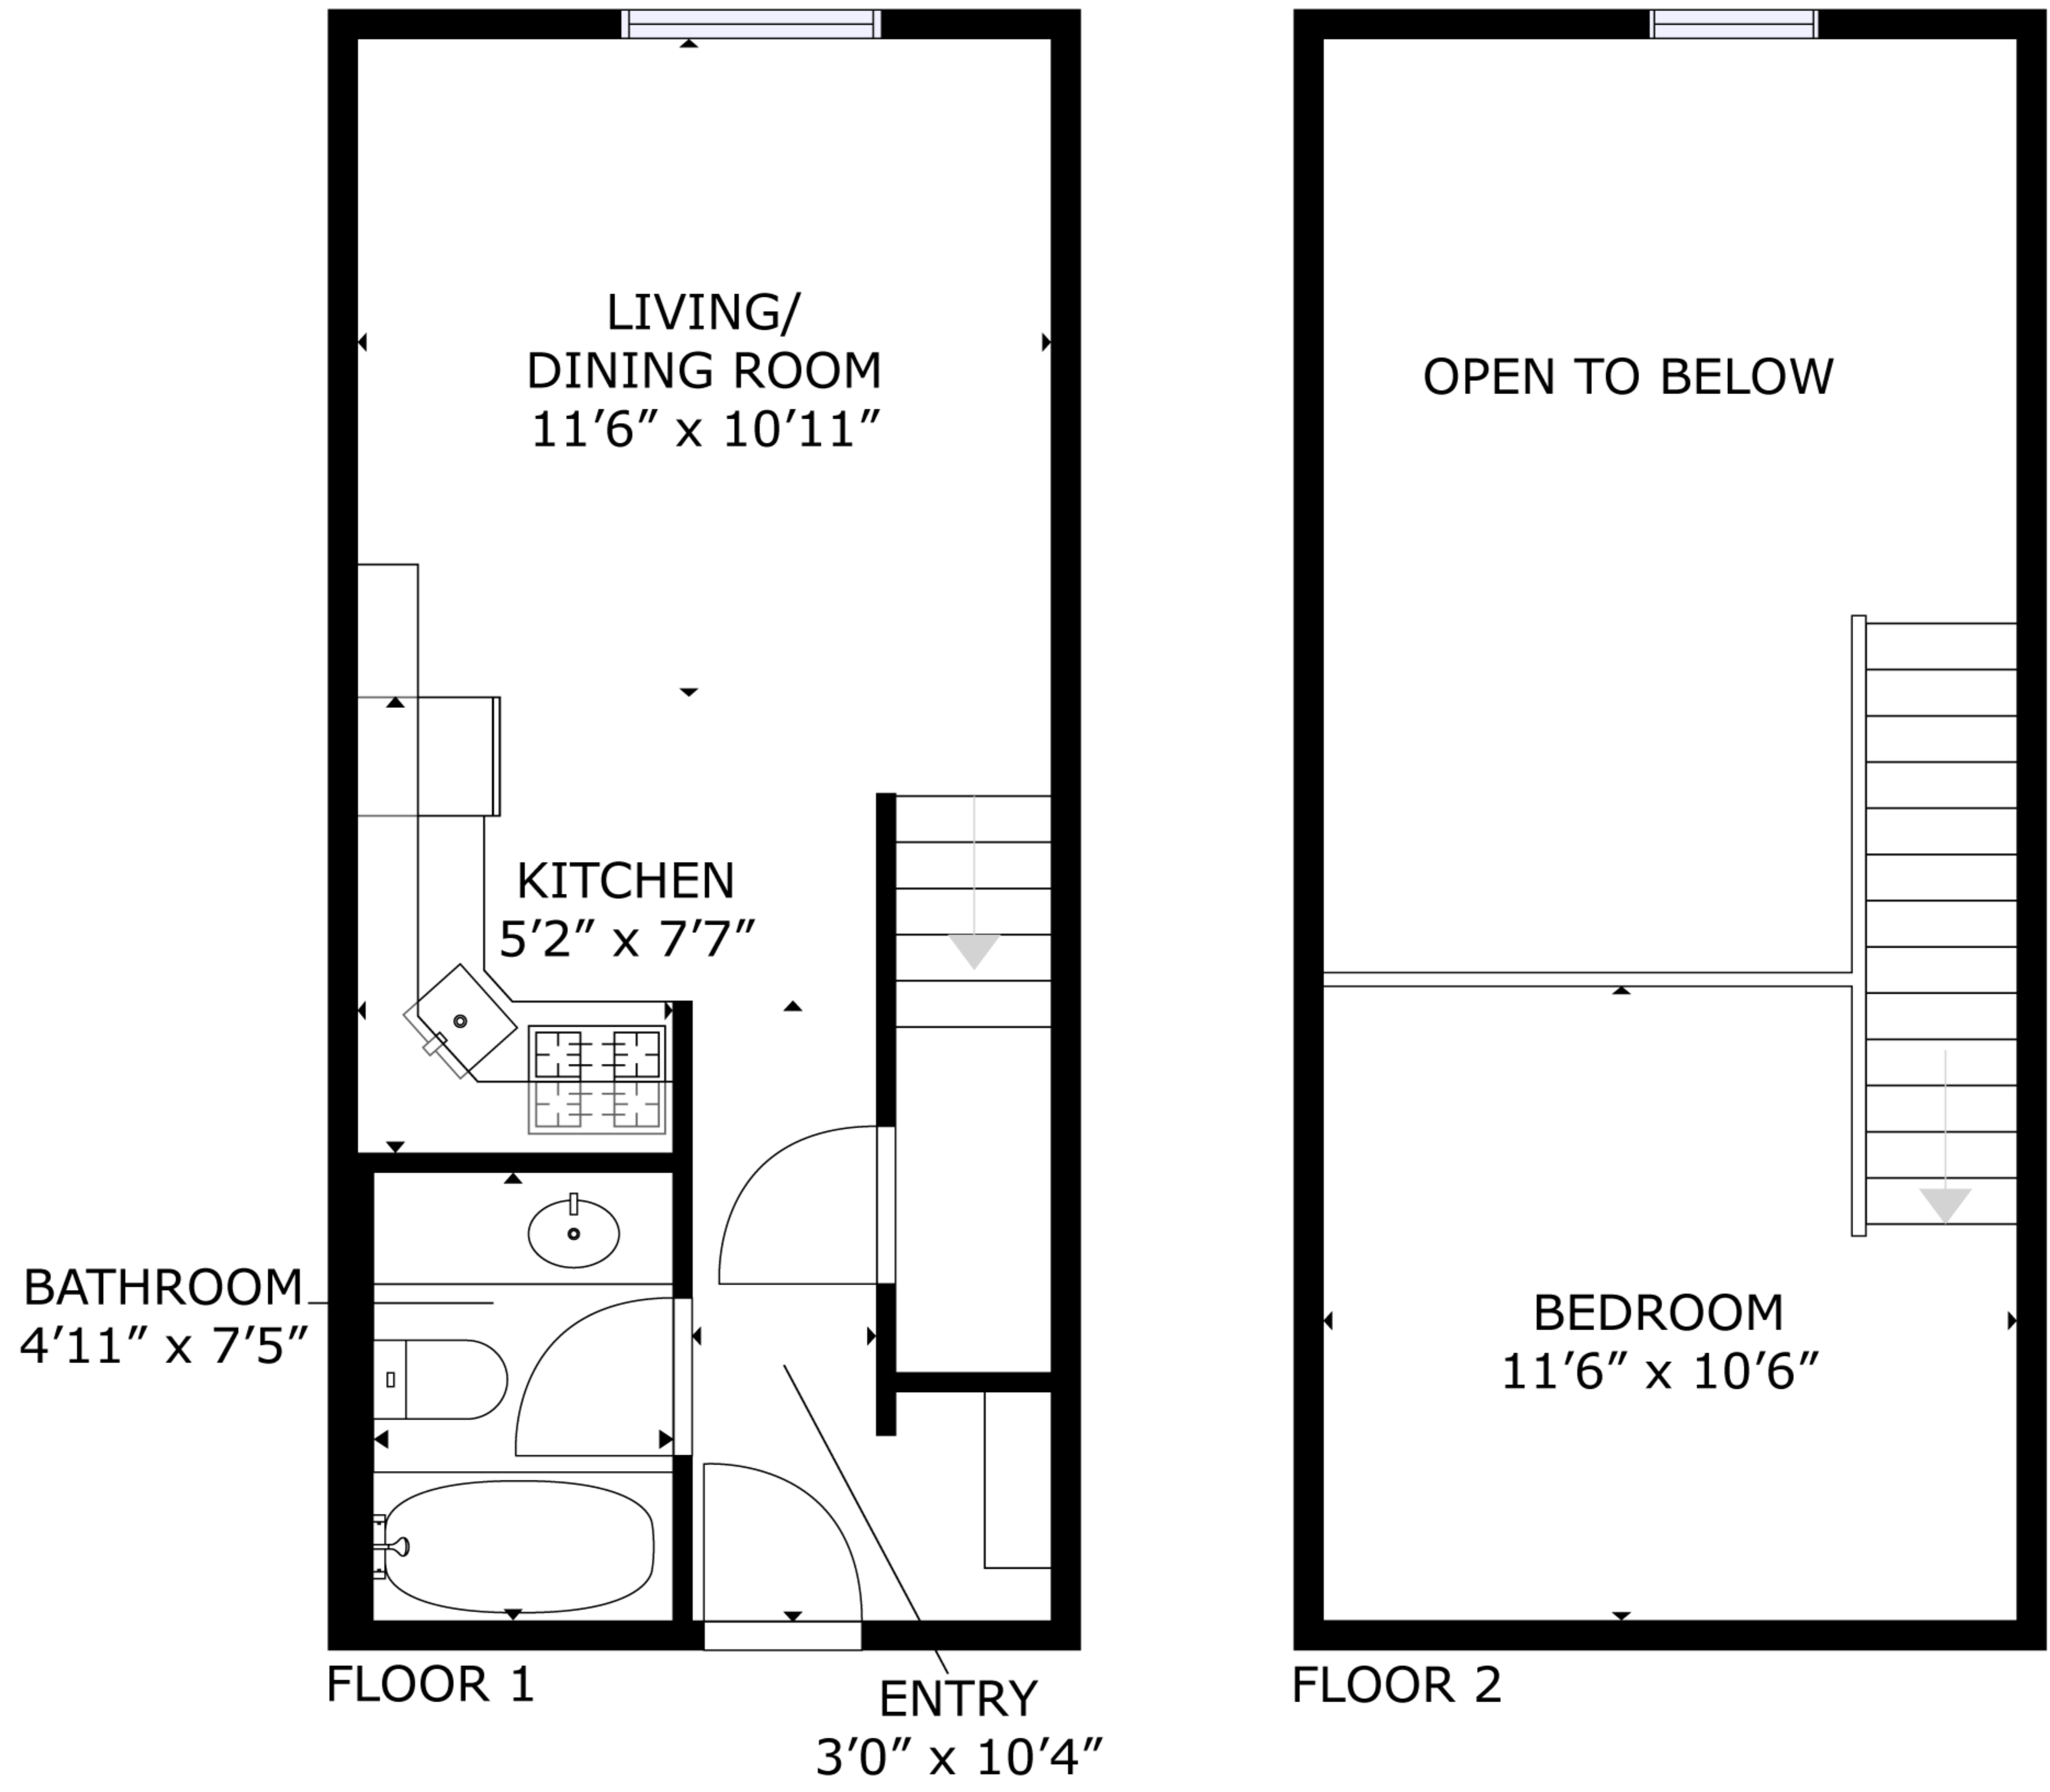 LIVING/
DINING ROOM
11'6" x 10'11"
KITCHEN
5'2" x 7'7"
BATHROOM
4'11" x 7'5"
FLOOR 1
ENTRY
3'0" x 10'4"
OPEN TO BELOW
BEDROOM
11'6" x 10'6"
FLOOR 2